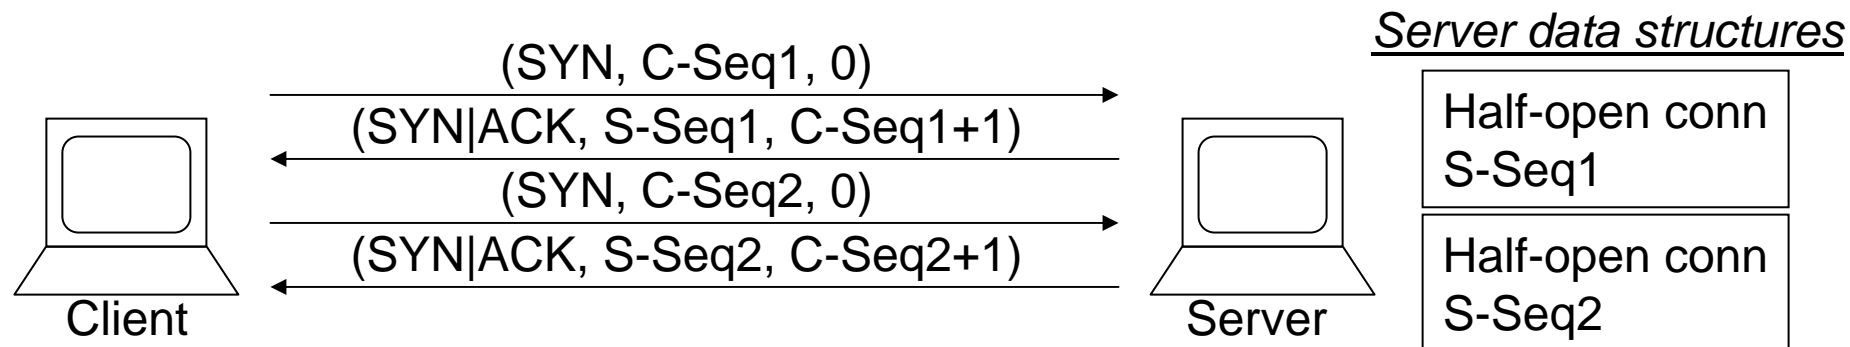 Server data structures
(SYN, C-Seq1, 0)
(SYN|ACK, S-Seq1, C-Seq1+1)
(SYN, C-Seq2, 0)
(SYN|ACK, S-Seq2, C-Seq2+1)
Client
Server
Half-open conn
S-Seq1
Half-open conn
S-Seq2